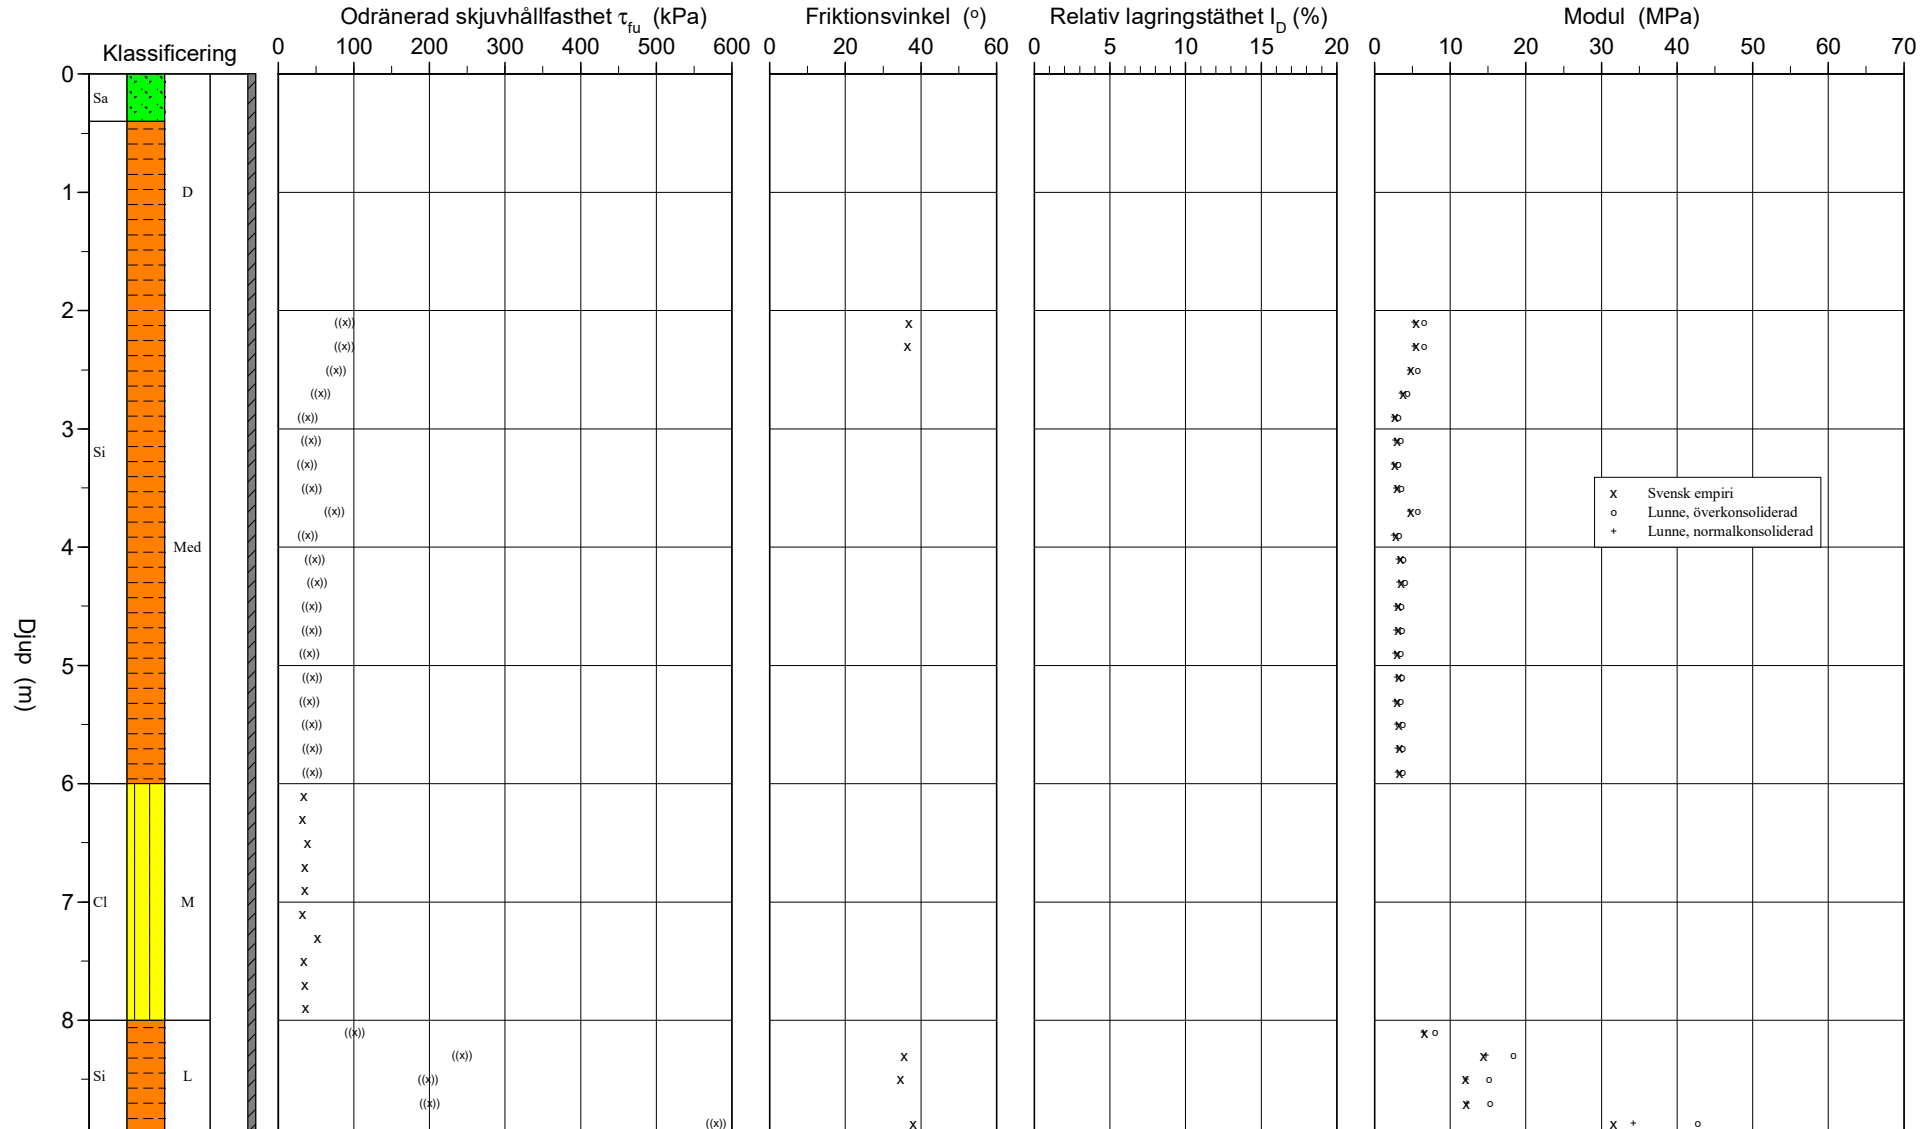 Odränerad skjuvhållfasthet τfu (kPa)
Friktionsvinkel (o)
Relativ lagringstäthet ID (%)
Modul (MPa)
Klassificering
0 100 200 300 400 500 600
0 20 40 60
0 5 10 15 20
0 10 20 30 40 50 60 70
0
Sa
1
D
2
((x)) x x o
((x)) x x o
((x)) x o
((x)) x o
((x)) x o
3
((x)) x o
Si
((x)) x o
((x)) x o
((x)) x o
((x)) x o
x Svensk empiri
o Lunne, överkonsoliderad
+ Lunne, normalkonsoliderad
4
Med
((x)) x o
((x)) x o
((x)) x o
((x)) x o
((x)) x o
Djup (m)
5
((x)) x o
((x)) x o
((x)) x o
((x)) x o
((x)) x o
6
x
x
x
x
x
7
Cl
M
x
x
x
x
x
8
((x)) x o
((x)) x x o
Si
L
((x)) x x o
((x)) x o
((x)) x x + o